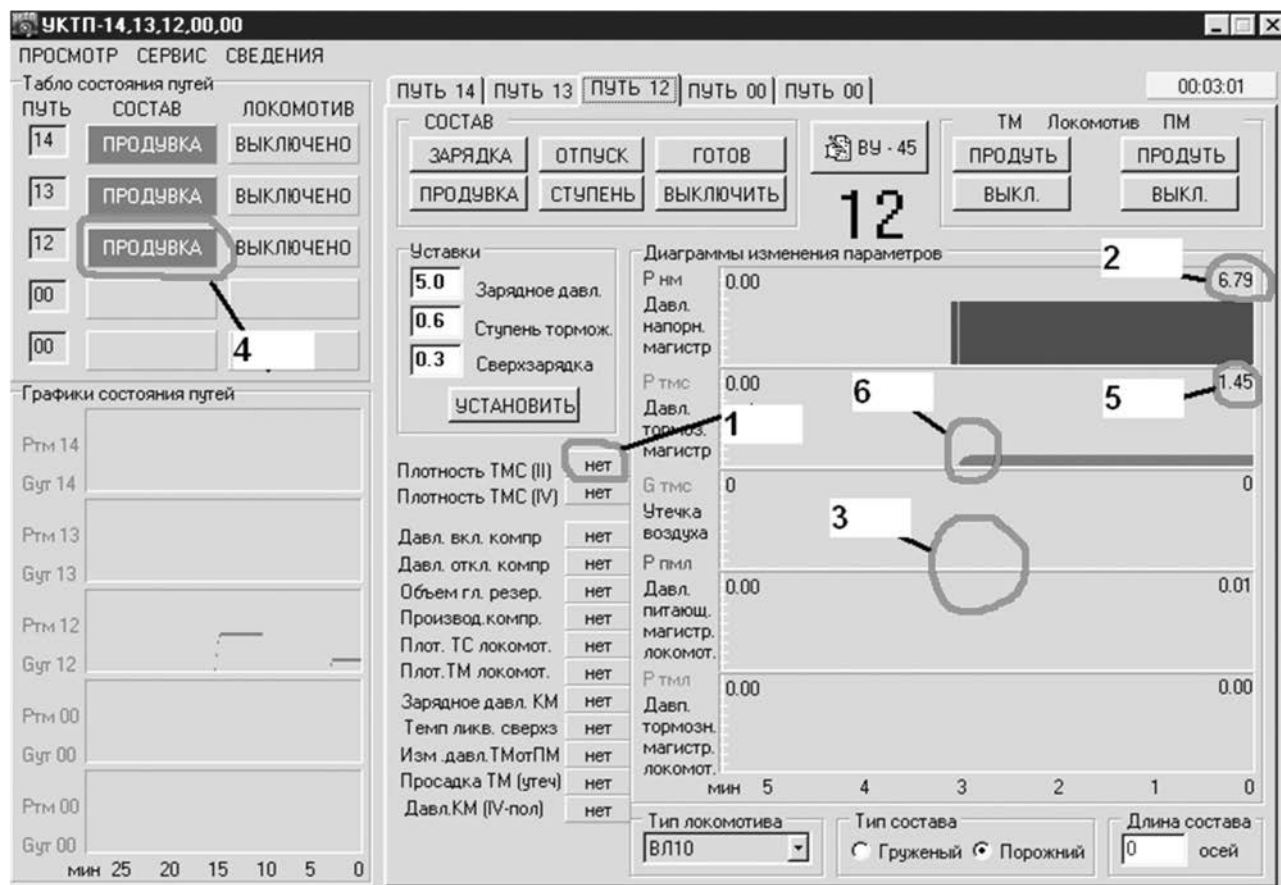 УКТП-14,13,12,00,00
ПРОСМОТР СЕРВИС СВЕДЕНИЯ
Табло состояния путей
ПУТЬ СОСТАВ ЛОКОМОТИВ
14 ПРОДУВКА ВЫКЛЮЧЕНО
13 ПРОДУВКА ВЫКЛЮЧЕНО
12 ПРОДУВКА ВЫКЛЮЧЕНО
00
00
4
Графики состояния путей
Pтм 14
Gут 14
Pтм 13
Gут 13
Pтм 12
Gут 12
Pтм 00
Gут 00
Pтм 00
Gут 00
мин 25 20 15 10 5 0
ПУТЬ 14 ПУТЬ 13 ПУТЬ 12 ПУТЬ 00 ПУТЬ 00
00:03:01
СОСТАВ
ЗАРЯДКА ОТПУСК ГОТОВ
ПРОДУВКА СТУПЕНЬ ВЫКЛЮЧИТЬ
ВУ - 45
12
ТМ Локомотив ПМ
ПРОДУТЬ ПРОДУТЬ
ВЫКЛ. ВЫКЛ.
Уставки
5.0 Зарядное давл.
0.6 Ступень тормож.
0.3 Сверхзарядка
УСТАНОВИТЬ
1
Плотность ТМС (II) нет
Плотность ТМС (IV) нет
Давл. вкл. компр нет
Давл. откл. компр нет
Объем гл. резер. нет
Производ.компр. нет
Плот. ТС локомот. нет
Плот.ТМ локомот. нет
Зарядное давл. КМ нет
Темп ликв. сверхз нет
Изм .давл.ТМотПМ нет
Просадка ТМ (утеч) нет
Давл.КМ (IV-пол) нет
Диаграммы изменения параметров
2
P нм 0.00 6.79
Давл.
напорн.
магистр
P тмс 0.00 1.45
6 5
Давл.
тормоз.
магистр
G тмс 0 0
Утечка
воздуха
3
P пмл
0.00 0.01
Давл.
питающ.
магистр.
локомот.
P тмл
0.00 0.00
Давл.
тормозн.
магистр.
локомот.
мин 5 4 3 2 1 0
Тип локомотива
ВЛ10
Тип состава
Груженый Порожний
Длина состава
0 осей